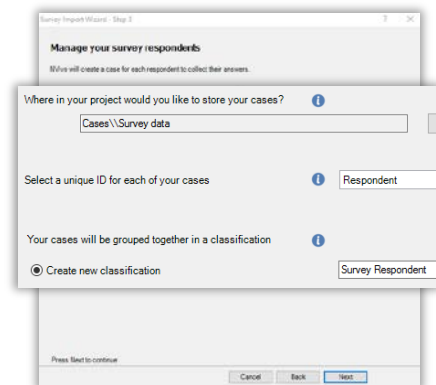 Survey Import Wizard - Step 3
Manage your survey respondents
NVivo will create a case for each respondent to collect their answers.
Where in your project would you like to store your cases?
Cases\\Survey data
Select a unique ID for each of your cases
Respondent
Your cases will be grouped together in a classification
Create new classification
Survey Respondent
Press Next to continue
Cancel Back Next